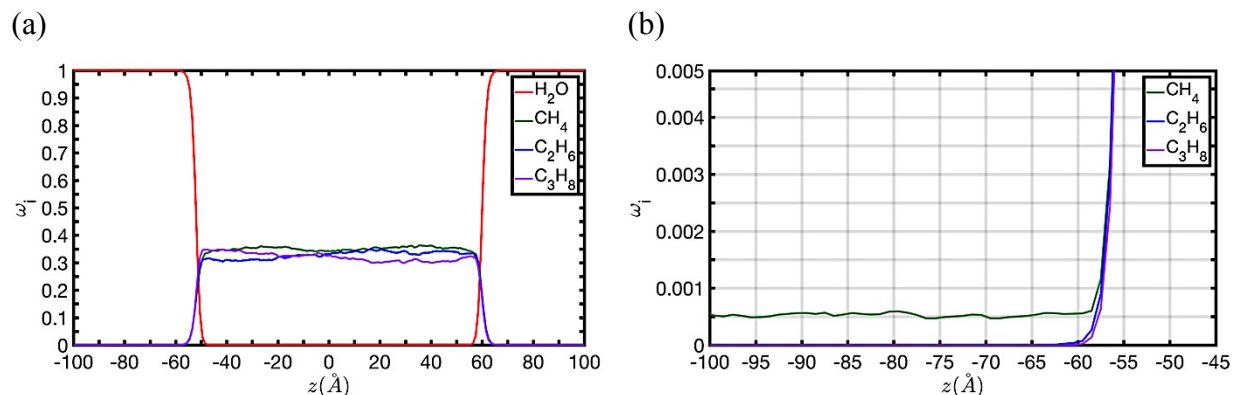 (a)
(b)
1
0.9
0.8
0.7
0.6
0.5
0.4
0.3
0.2
0.1
0
ωi
-100 -80 -60 -40 -20 0 20 40 60 80 100
z(Å)
H2O
CH4
C2H6
C3H8
0.005
0.004
0.003
0.002
0.001
0.001
0
ωi
-100 -95 -90 -85 -80 -75 -70 -65 -60 -55 -50 -45
z(Å)
CH4
C2H6
C3H8